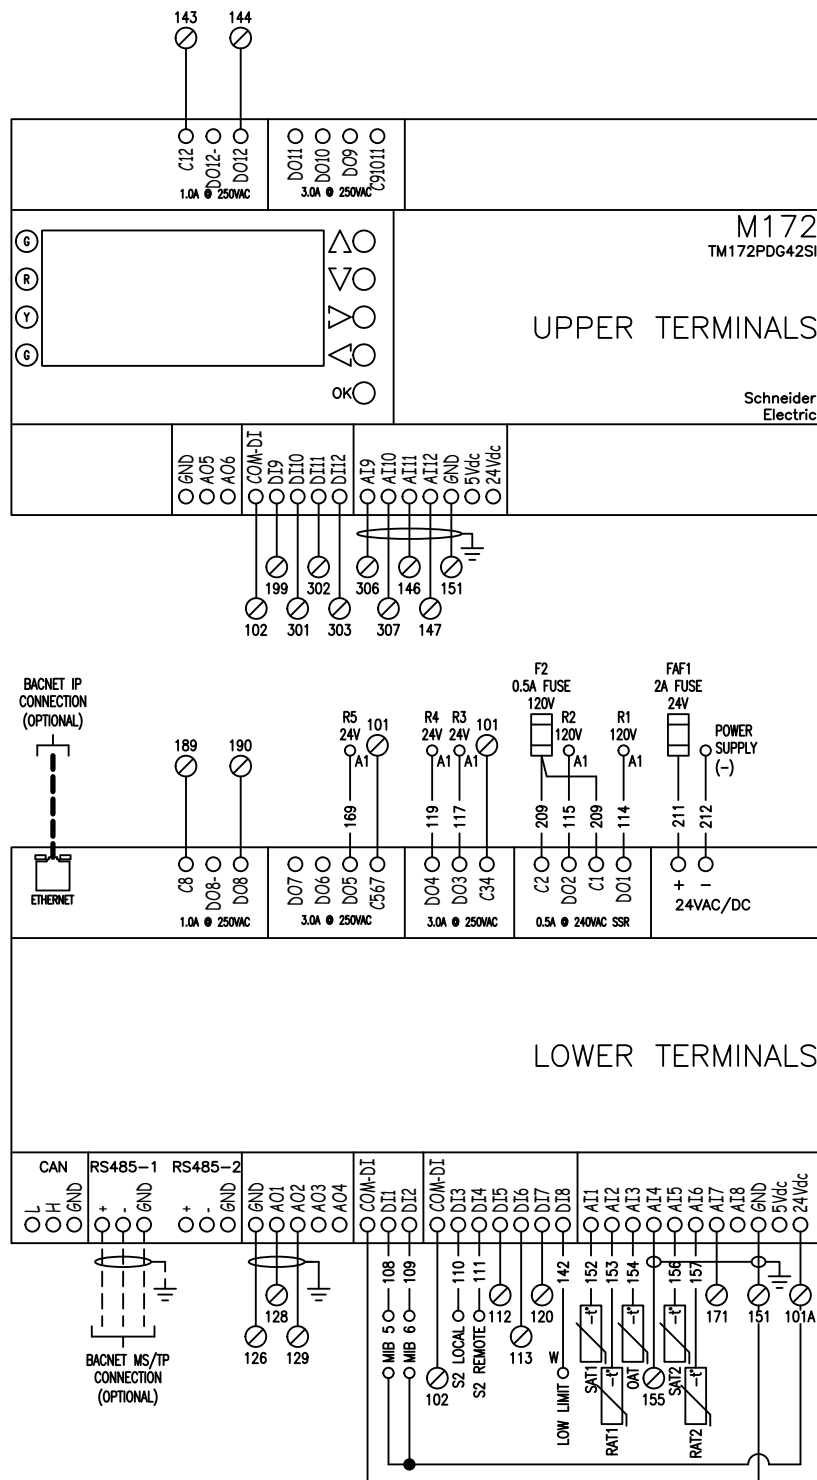 143 144
C12 DO12- DO12 DO11 DO10 DO9 C91011
1.0A @ 250VAC 3.0A @ 250VAC
M172
TM172PDG42SI
G
R
Y
G
OK
UPPER TERMINALS
Schneider
Electric
GND AO5 AO6 COM-DI DI9 DI10 DI11 DI12 AI9 AI10 AI11 AI12 GND 5Vdc 24Vdc
199 302 306 146 151
102 301 303 307 147
BACNET IP
CONNECTION
(OPTIONAL)
189 190
R5
24V
A1
101
R4
24V
A1
R3
24V
A1
101
F2
0.5A FUSE
120V
R2
120V
A1
R1
120V
A1
FAF1
2A FUSE
24V
POWER
SUPPLY
(-)
169 119 117 209 115 209 114 211 212
ETHERNET
C8 DO8- DO8 DO7 DO6 DO5 C567 DO4 DO3 C34 C2 DO2 C1 DO1 + -
1.0A @ 250VAC 3.0A @ 250VAC 3.0A @ 250VAC 0.5A @ 240VAC SSR 24VAC/DC
LOWER TERMINALS
CAN RS485-1 RS485-2
L H GND + - GND + - GND GND AO1 AO2 AO3 AO4 COM-DI DI1 DI2 COM-DI DI3 DI4 DI5 DI6 DI7 DI8 AI1 AI2 AI3 AI4 AI5 AI6 AI7 AI8 GND 5Vdc 24Vdc
108 109 110 111 142 152 153 154 156 157
128 112 120 171 151 101A
126 129 113
MIB 5 MIB 6 S2 LOCAL S2 REMOTE
102
W
LOW LIMIT
-t° -t° -t° -t° -t°
SAT1 OAT 155 SAT2
RAT1 RAT2
BACNET MS/TP
CONNECTION
(OPTIONAL)